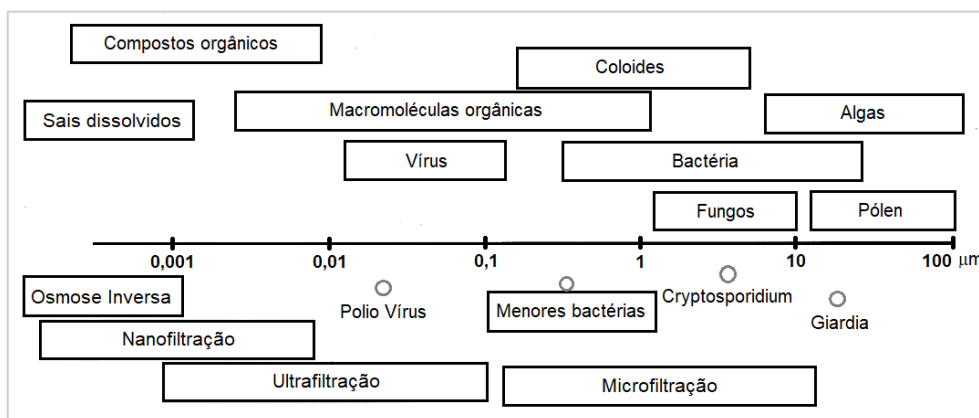 Compostos orgânicos
Coloides
Macromoléculas orgânicas
Algas
Sais dissolvidos
Vírus
Bactéria
Fungos
Pólen
0,001 0,01 0,1 1 10 100 μm
Osmose Inversa
Polio Vírus
Menores bactérias
Cryptosporidium
Giardia
Nanofiltração
Ultrafiltração
Microfiltração